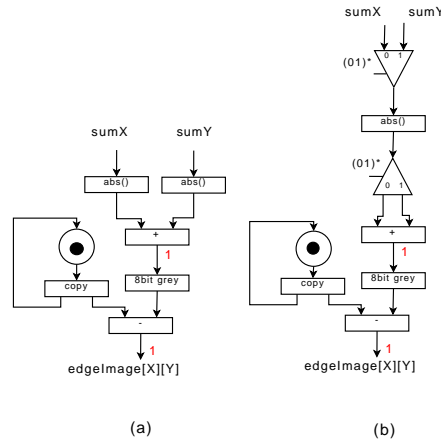 sumX sumY
0 1
(01)*
abs()
(01)*
0 1
+
1
8bit grey
copy
-
1
edgeImage[X][Y]
(b)
sumX sumY
abs() abs()
+
1
8bit grey
copy
-
1
edgeImage[X][Y]
(a)